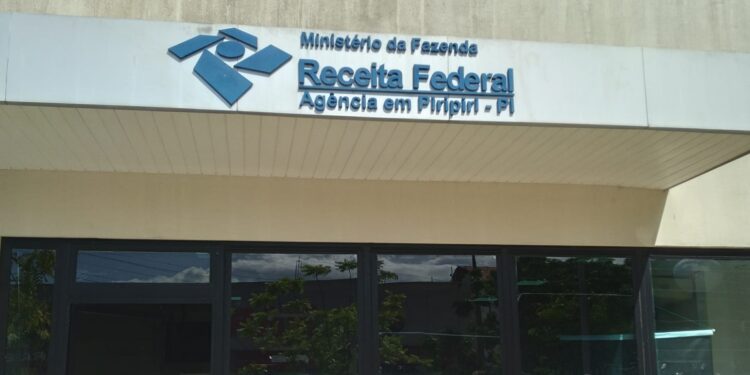 Ministério da Fazenda
Receita Federal
Agência em Piripiri - PI